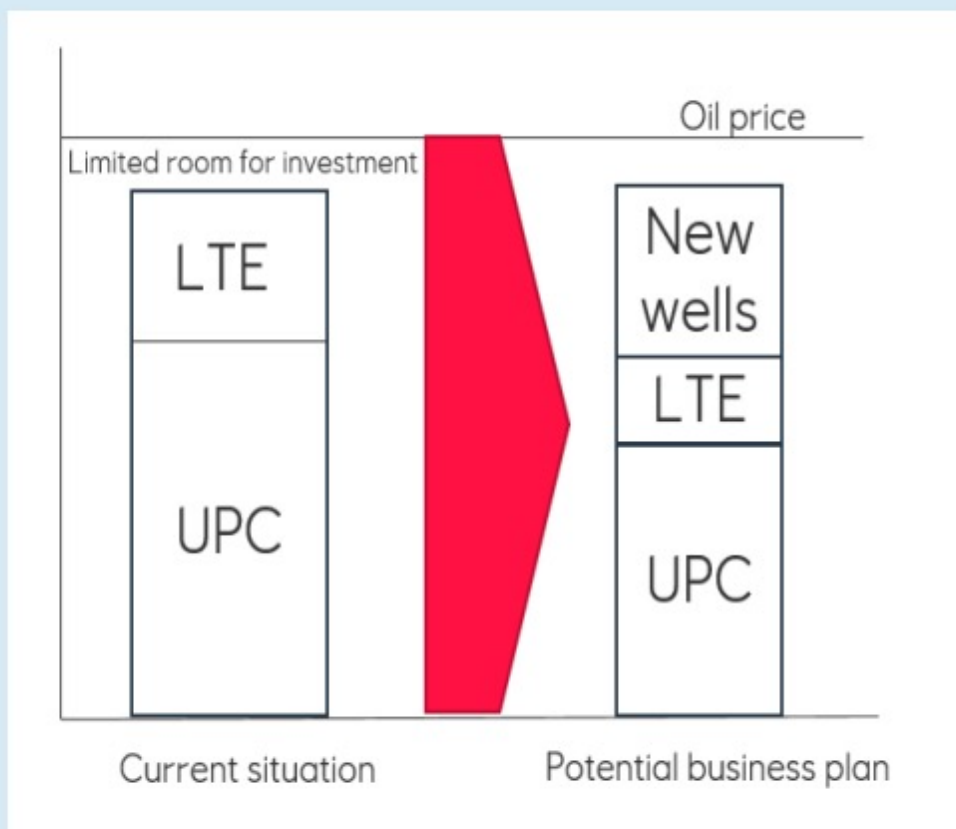 Oil price
Limited room for investment
LTE
UPC
New
wells
LTE
UPC
Current situation
Potential business plan